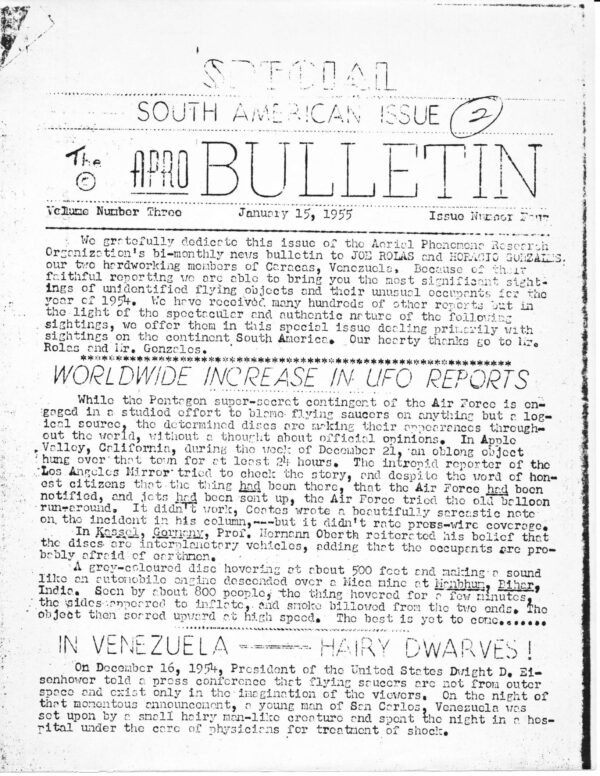 SPECIAL
SOUTH AMERICAN ISSUE 2
The APRO BULLETIN
Volume Number Three January 15, 1955 Issue Number Four
We gratefully dedicate this issue of the Aerial Phenomena Research
Organization's bi-monthly news bulletin to JOE ROLAS and HORACIO GONZALES,
our two hardworking members of Caracas, Venezuela. Because of their
faithful reporting we are able to bring you the most significant sight-
ings of unidentified flying objects and their unusual occupants for the
year of 1954. We have received many hundreds of other reports but in
the light of the spectacular and authentic nature of the following
sightings, we offer them in this special issue dealing primarily with
sightings on the continent South America. Our hearty thanks go to Mr.
Rolas and Mr. Gonzales.
WORLDWIDE INCREASE IN UFO REPORTS
While the Pentagon super-secret contingent of the Air Force is en-
gaged in a studied effort to blame flying saucers on anything but a log-
ical source, the determined discs are making their appearances through-
out the world, without a thought about official opinions. In Apple
Valley, California, during the week of December 21, an oblong object
hung over that town for at least 24 hours. The intrepid reporter of the
Los Angeles Mirror tried to check the story, and despite the word of hon-
est citizens that the thing had been there, that the Air Force had been
notified, and jets had been sent up, the Air Force tried the old balloon
run-around. It didn't work, Coates wrote a beautifully sarcastic note
on the incident in his column,---but it didn't rate press-wire coverage.
In Kassel, Germany, Prof. Hermann Oberth reiterated his belief that
the discs are interplanetary vehicles, adding that the occupants are pro-
bably afraid of earthmen.
A grey-coloured disc hovering at about 500 feet and making a sound
like an automobile engine descended over a Mica mine at Manbhum, Bihar,
India. Seen by about 800 people, the thing hovered for a few minutes,
the sides appeared to inflate, and smoke billowed from the two ends. The
object then soared upward at high speed. The best is yet to come.......
IN VENEZUELA ------- HAIRY DWARVES!
On December 16, 1954, President of the United States Dwight D. Ei-
senhower told a press conference that flying saucers are not from outer
space and exist only in the imagination of the viewers. On the night of
that momentous announcement, a young man of San Carlos, Venezuela was
set upon by a small hairy man-like creature and spent the night in a hos-
pital under the care of physicians for treatment of shock.